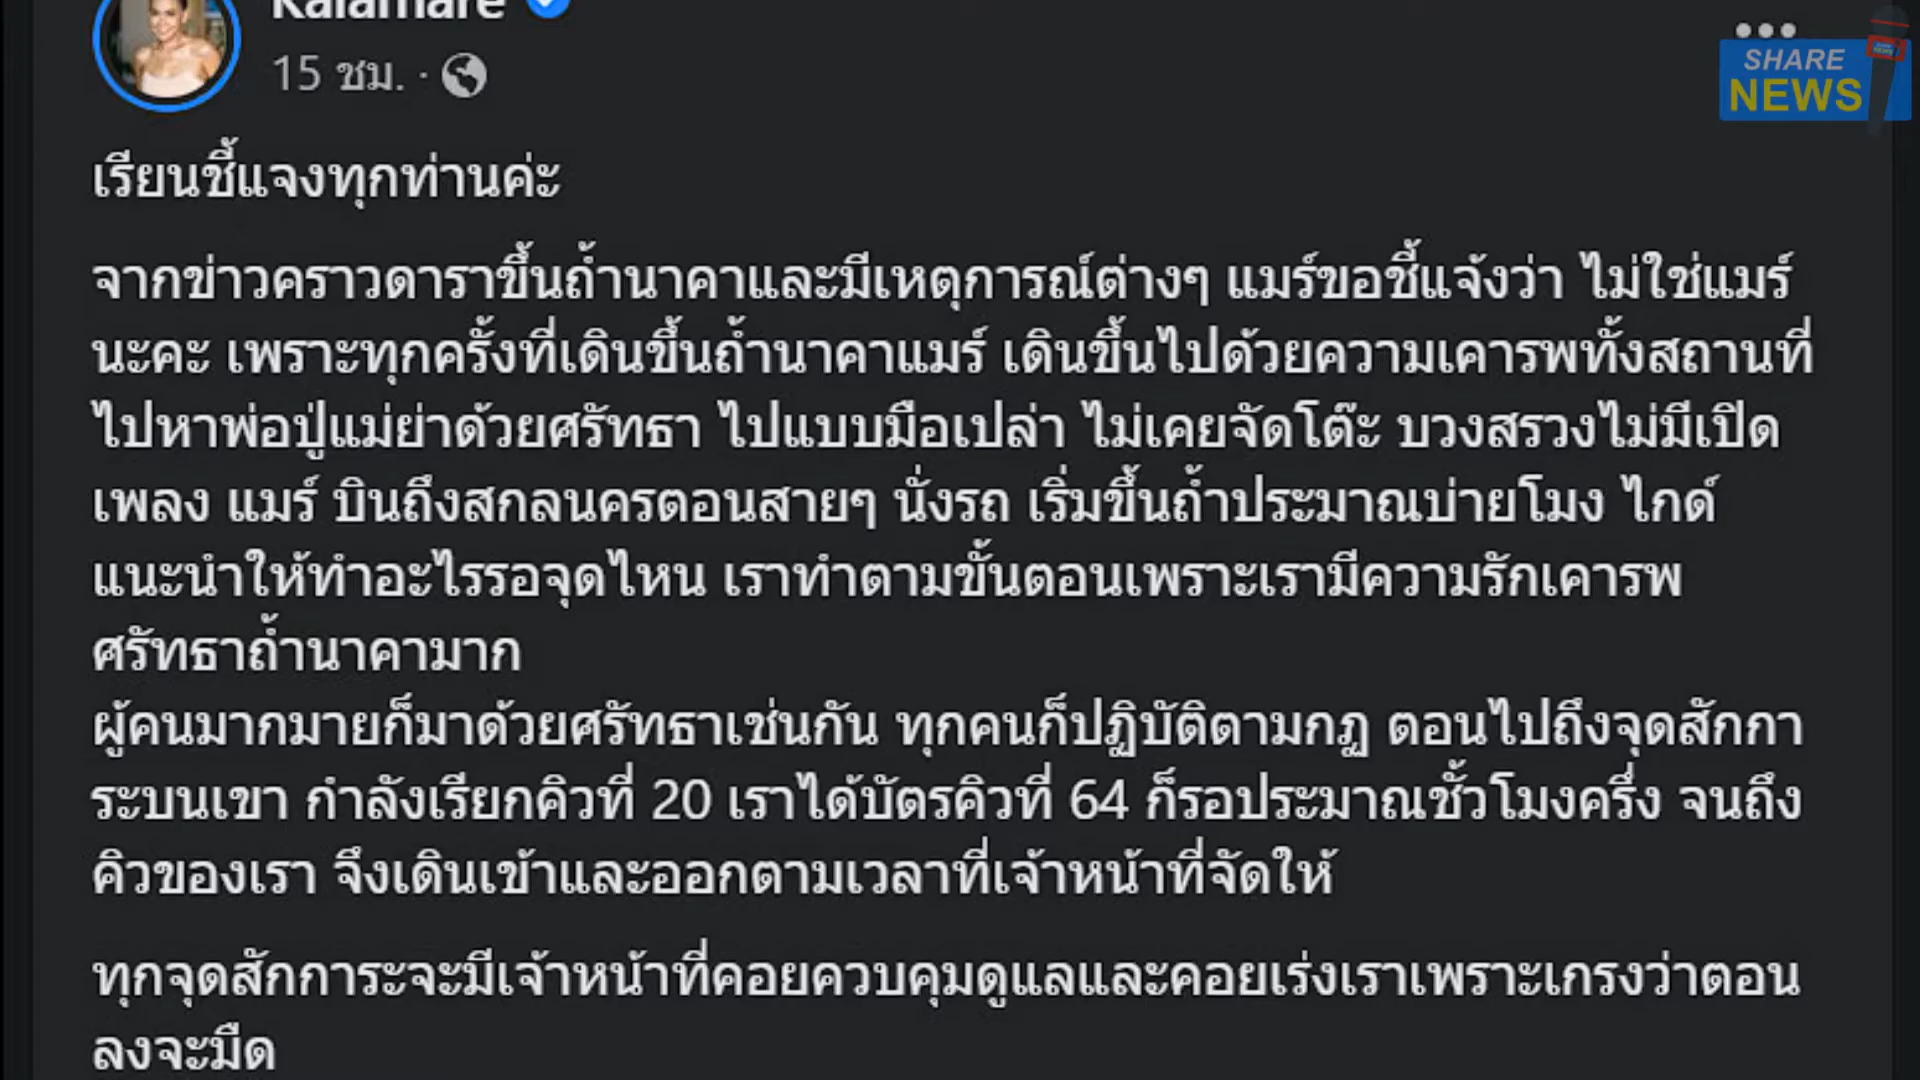 Kalamare
15 ชม. ·
SHARE
NEWS
เรียนชี้แจงทุกท่านค่ะ
จากข่าวคราวดาราขึ้นถ้ำนาคาและมีเหตุการณ์ต่างๆ แมร์ขอชี้แจ้งว่า ไม่ใช่แมร์
นะคะ เพราะทุกครั้งที่เดินขึ้นถ้ำนาคาแมร์ เดินขึ้นไปด้วยความเคารพทั้งสถานที่
ไปหาพ่อปู่แม่ย่าด้วยศรัทธา ไปแบบมือเปล่า ไม่เคยจัดโต๊ะ บวงสรวงไม่มีเปิด
เพลง แมร์ บินถึงสกลนครตอนสายๆ นั่งรถ เริ่มขึ้นถ้ำประมาณบ่ายโมง ไกด์
แนะนำให้ทำอะไรรอจุดไหน เราทำตามขั้นตอนเพราะเรามีความรักเคารพ
ศรัทธาถ้ำนาคามาก
ผู้คนมากมายก็มาด้วยศรัทธาเช่นกัน ทุกคนก็ปฏิบัติตามกฏ ตอนไปถึงจุดสักกา
ระบนเขา กำลังเรียกคิวที่ 20 เราได้บัตรคิวที่ 64 ก็รอประมาณชั้วโมงครึ่ง จนถึง
คิวของเรา จึงเดินเข้าและออกตามเวลาที่เจ้าหน้าที่จัดให้
ทุกจุดสักการะจะมีเจ้าหน้าที่คอยควบคุมดูแลและคอยเร่งเราเพราะเกรงว่าตอน
ลงจะมืด